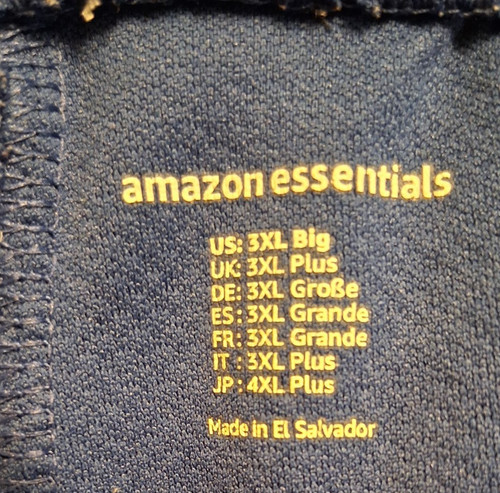 amazon essentials
US: 3XL Big
UK: 3XL Plus
DE: 3XL Große
ES: 3XL Grande
FR: 3XL Grande
IT : 3XL Plus
JP : 4XL Plus
Made in El Salvador